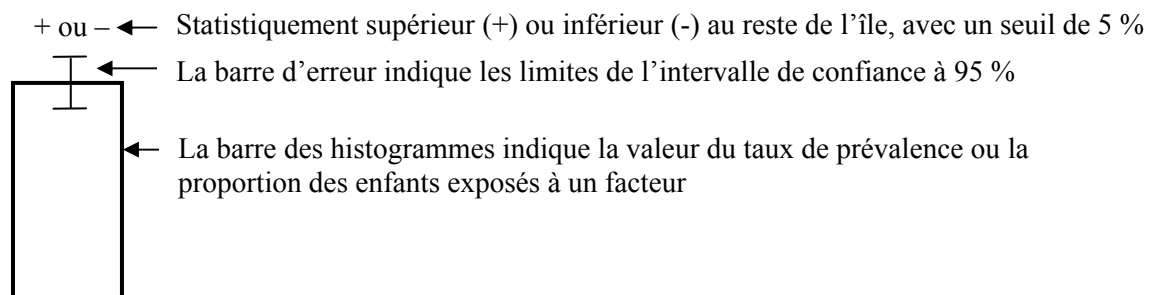 + ou – Statistiquement supérieur (+) ou inférieur (-) au reste de l’île, avec un seuil de 5 %
La barre d’erreur indique les limites de l’intervalle de confiance à 95 %
La barre des histogrammes indique la valeur du taux de prévalence ou la
proportion des enfants exposés à un facteur